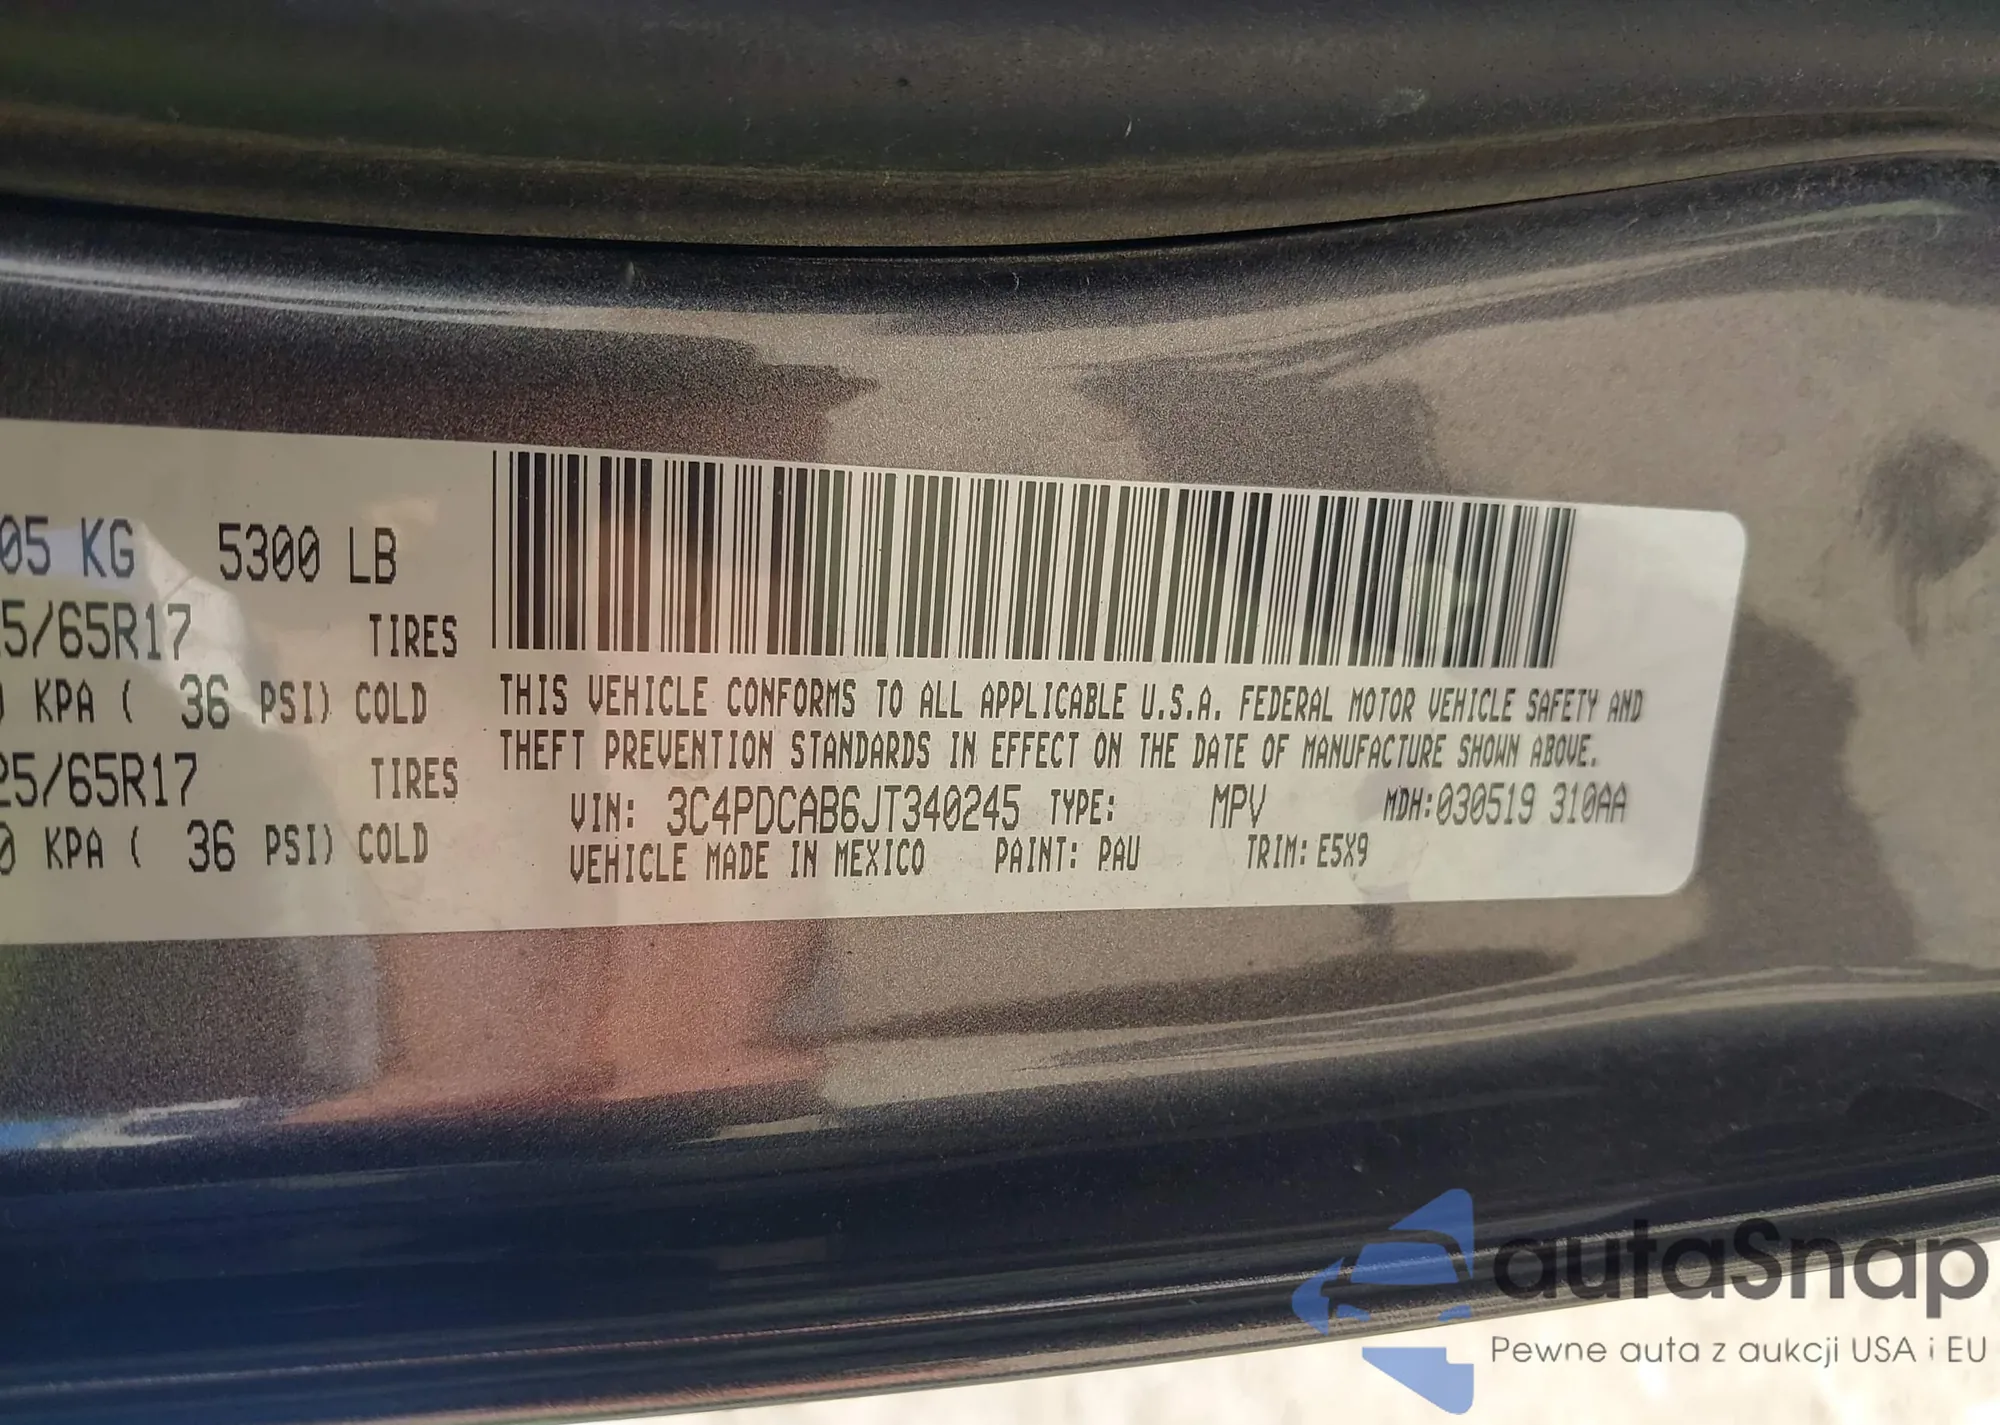 05 KG 5300 LB
5/65R17 TIRES
KPA ( 36 PSI) COLD
25/65R17 TIRES
0 KPA ( 36 PSI) COLD
THIS VEHICLE CONFORMS TO ALL APPLICABLE U.S.A. FEDERAL MOTOR VEHICLE SAFETY AND
THEFT PREVENTION STANDARDS IN EFFECT ON THE DATE OF MANUFACTURE SHOWN ABOVE.
VIN: 3C4PDCAB6JT340245 TYPE: MPV MDH:030519 310AA
VEHICLE MADE IN MEXICO PAINT: PAU TRIM: E5X9
autaSnap
Pewne auta z aukcji USA i EU